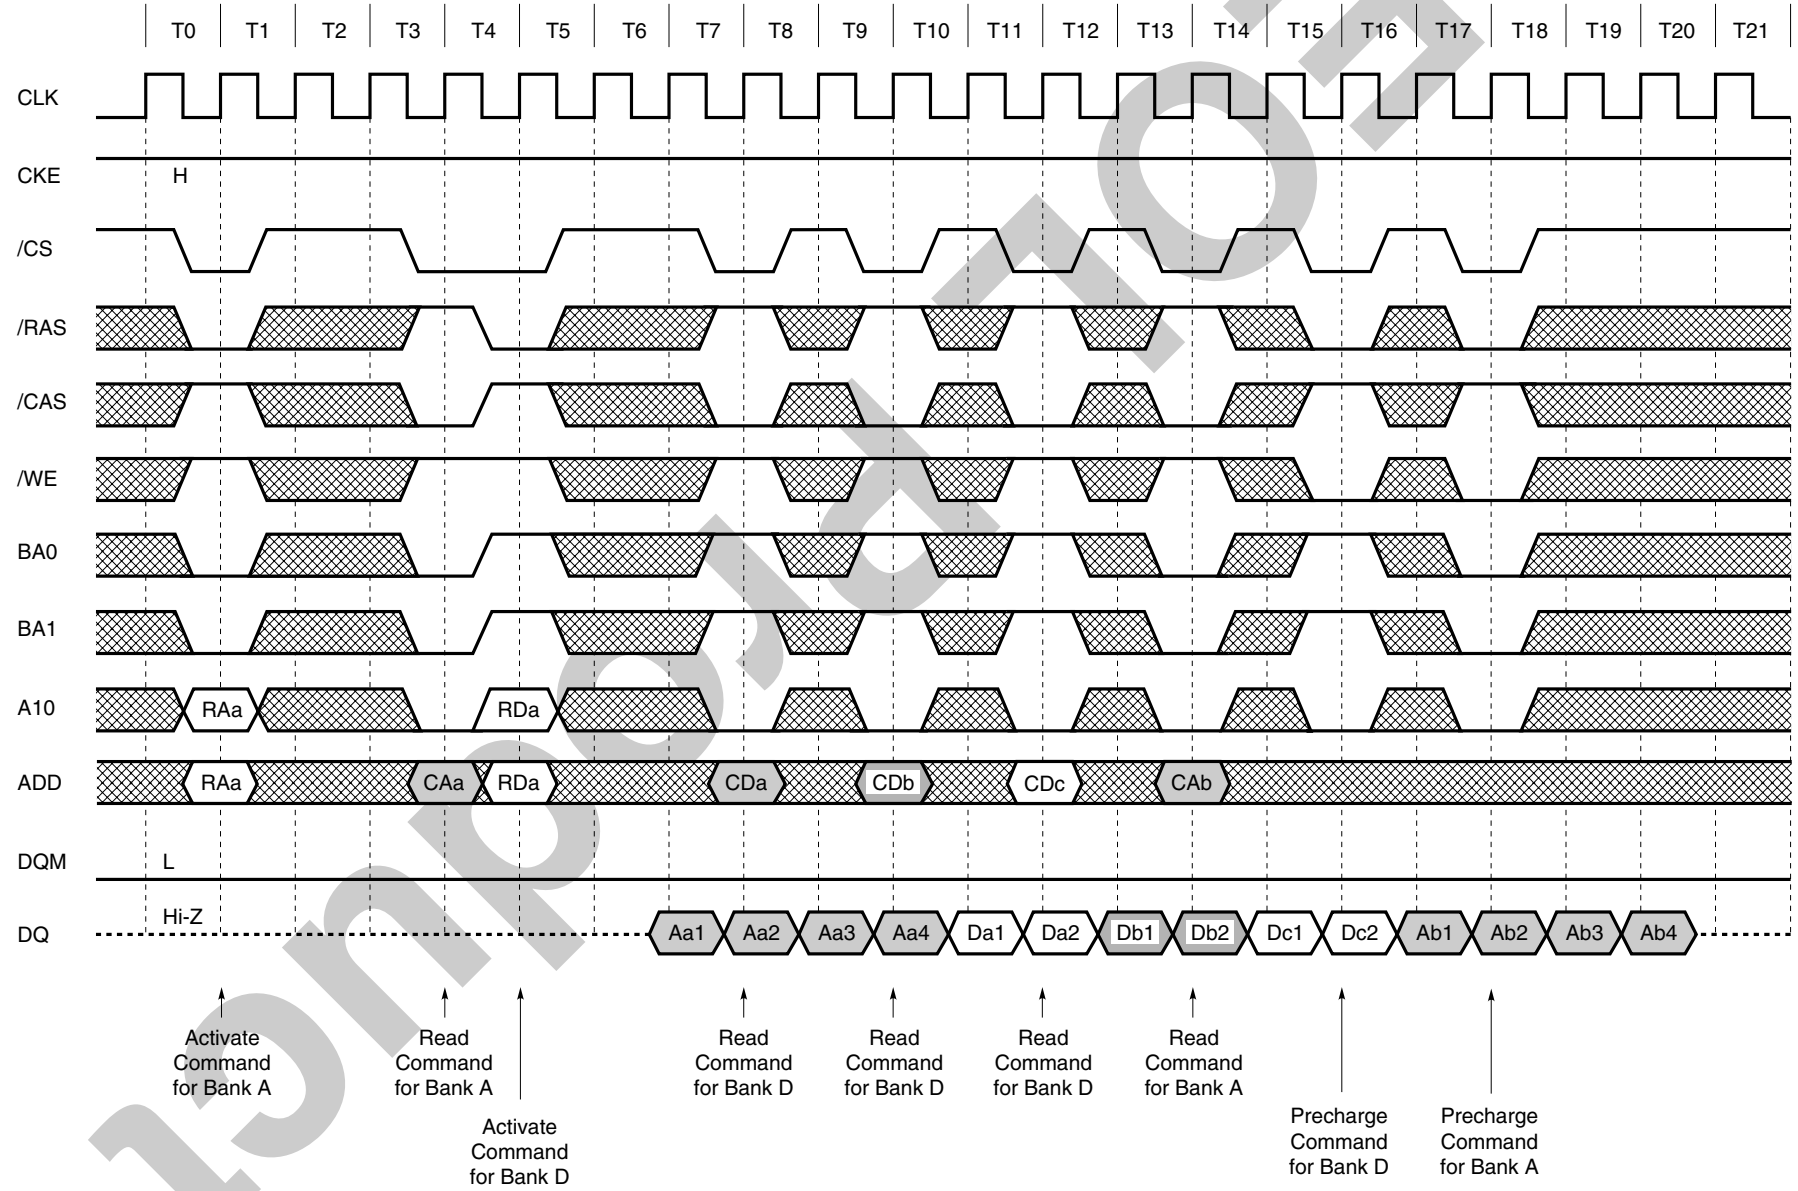 T0 T1 T2 T3 T4 T5 T6 T7 T8 T9 T10 T11 T12 T13 T14 T15 T16 T17 T18 T19 T20 T21
CLK
CKE H
/CS
/RAS
/CAS
/WE
BA0
BA1
A10 RAa RDa
ADD RAa CAa RDa CDa CDb CDc CAb
DQM L
DQ Hi-Z Aa1 Aa2 Aa3 Aa4 Da1 Da2 Db1 Db2 Dc1 Dc2 Ab1 Ab2 Ab3 Ab4
Activate
Command
for Bank A
Read
Command
for Bank A
Activate
Command
for Bank D
Read
Command
for Bank D
Read
Command
for Bank D
Read
Command
for Bank D
Read
Command
for Bank A
Precharge
Command
for Bank D
Precharge
Command
for Bank A
EOL Product